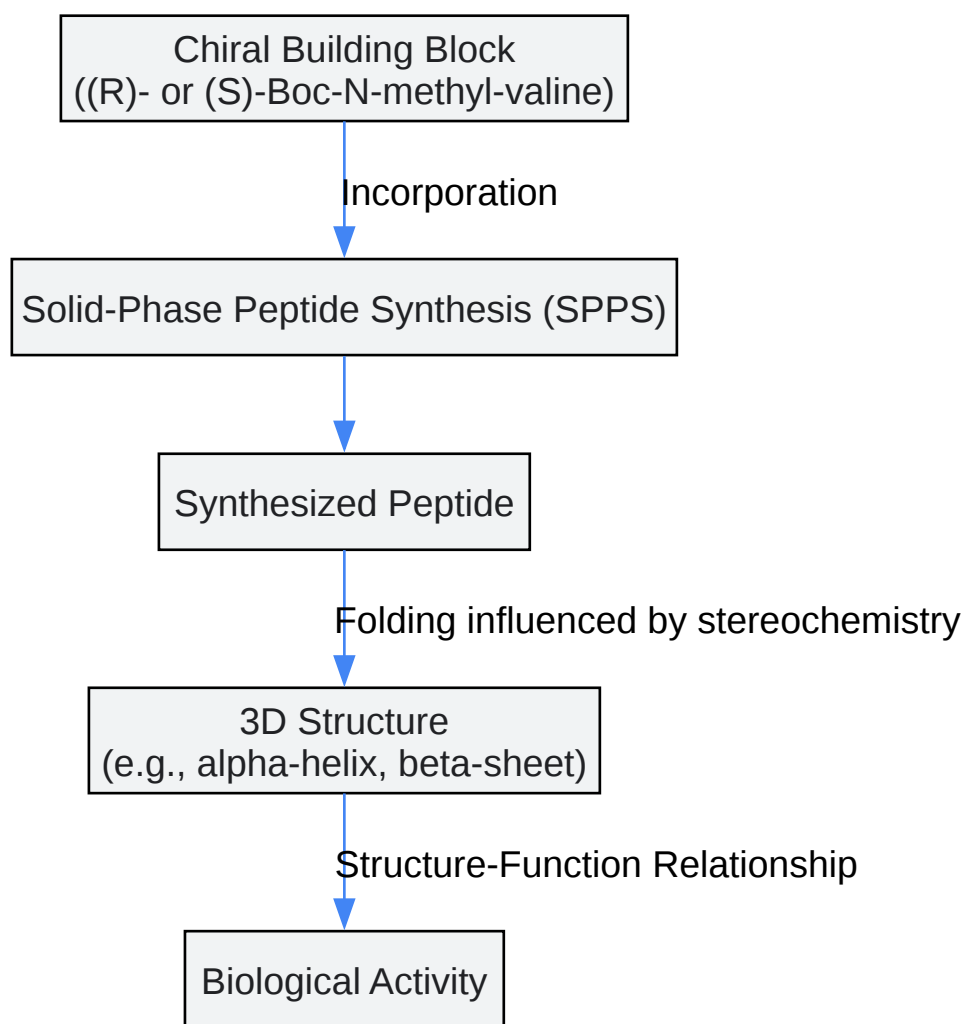 Chiral Building Block
((R)- or (S)-Boc-N-methyl-valine)
Incorporation
Solid-Phase Peptide Synthesis (SPPS)
Synthesized Peptide
Folding influenced by stereochemistry
3D Structure
(e.g., alpha-helix, beta-sheet)
Structure-Function Relationship
Biological Activity